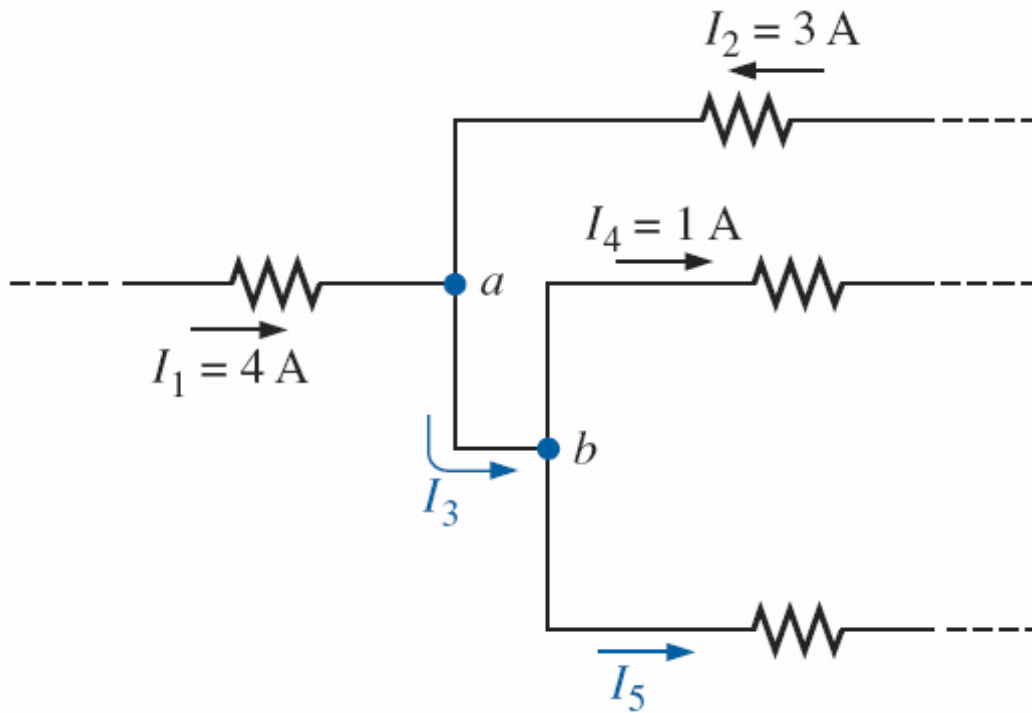 I₂ = 3 A
I₄ = 1 A
a
I₁ = 4 A
b
I₃
I₅